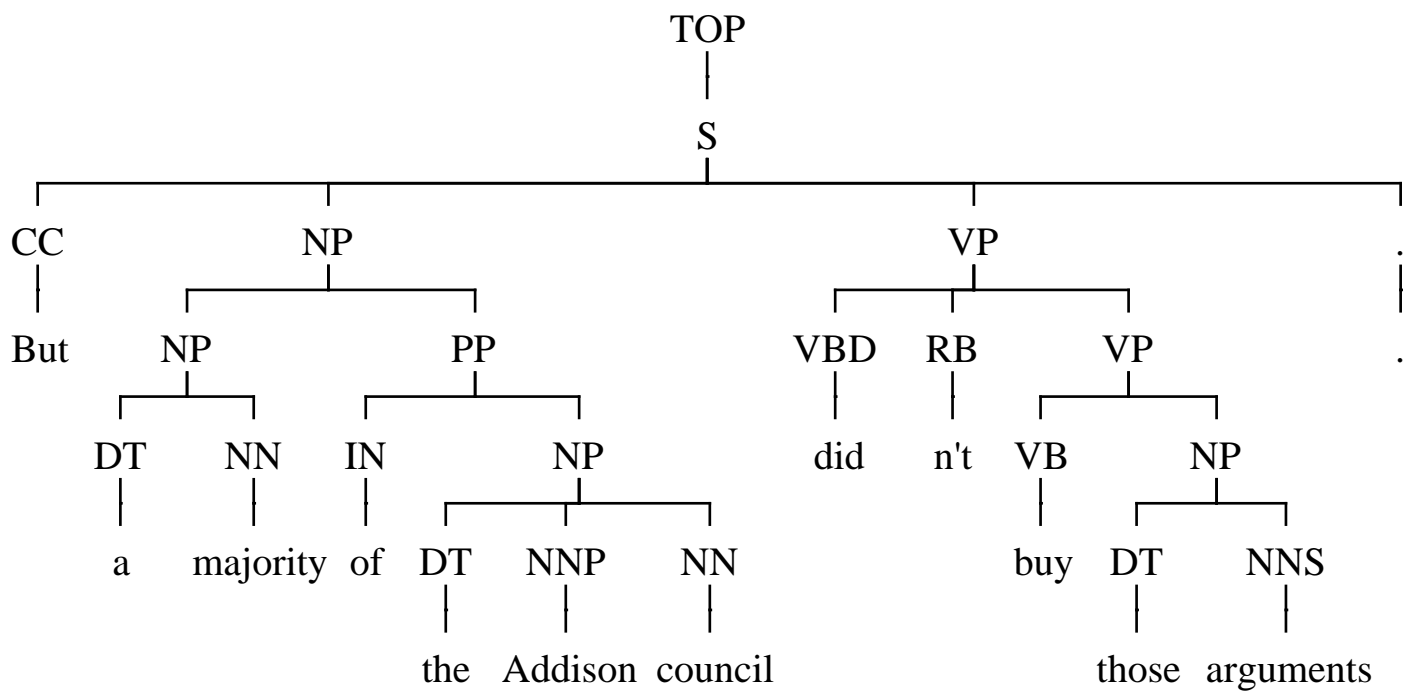 TOP
S
CC NP VP .
But NP PP VBD RB VP .
DT NN IN NP did n't VB NP
a majority of DT NNP NN buy DT NNS
the Addison council those arguments